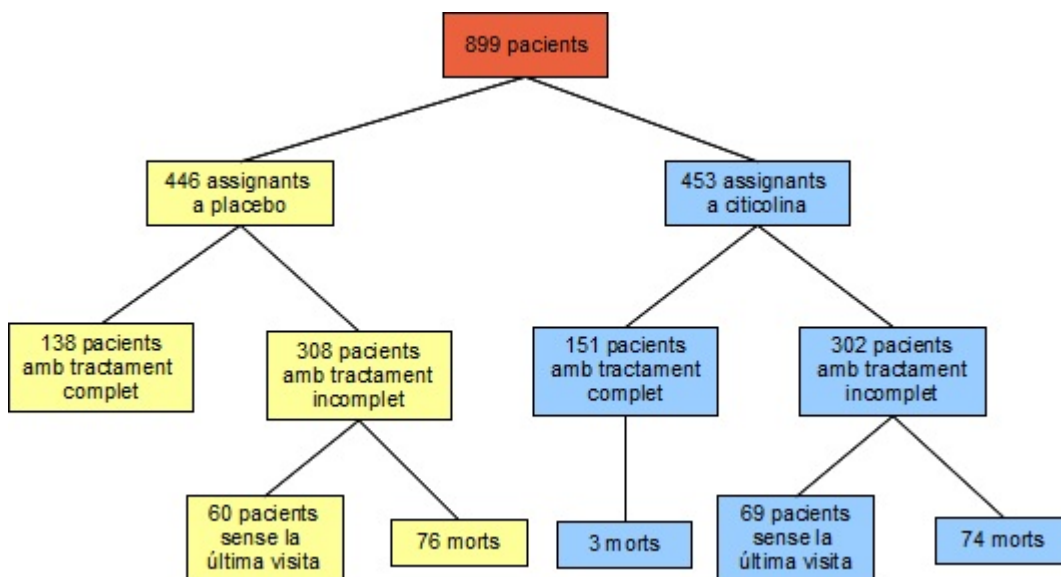 899 pacients
446 assignants
a placebo
453 assignants
a citicolina
138 pacients
amb tractament
complet
308 pacients
amb tractament
incomplet
151 pacients
amb tractament
complet
302 pacients
amb tractament
incomplet
60 pacients
sense la
última visita
76 morts
3 morts
69 pacients
sense la
última visita
74 morts